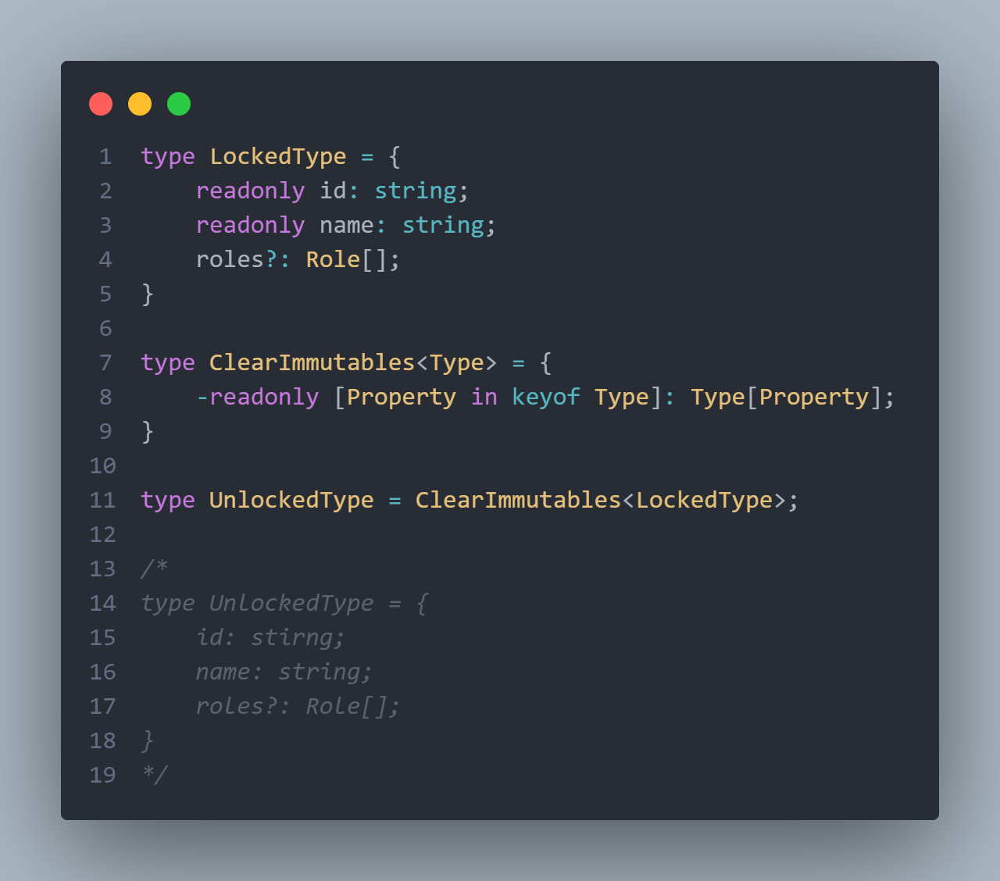 1 type LockedType = {
2     readonly id: string;
3     readonly name: string;
4     roles?: Role[];
5 }
6
7 type ClearImmutables<Type> = {
8     -readonly [Property in keyof Type]: Type[Property];
9 }
10
11 type UnlockedType = ClearImmutables<LockedType>;
12
13 /*
14 type UnlockedType = {
15     id: stirng;
16     name: string;
17     roles?: Role[];
18 }
19 */